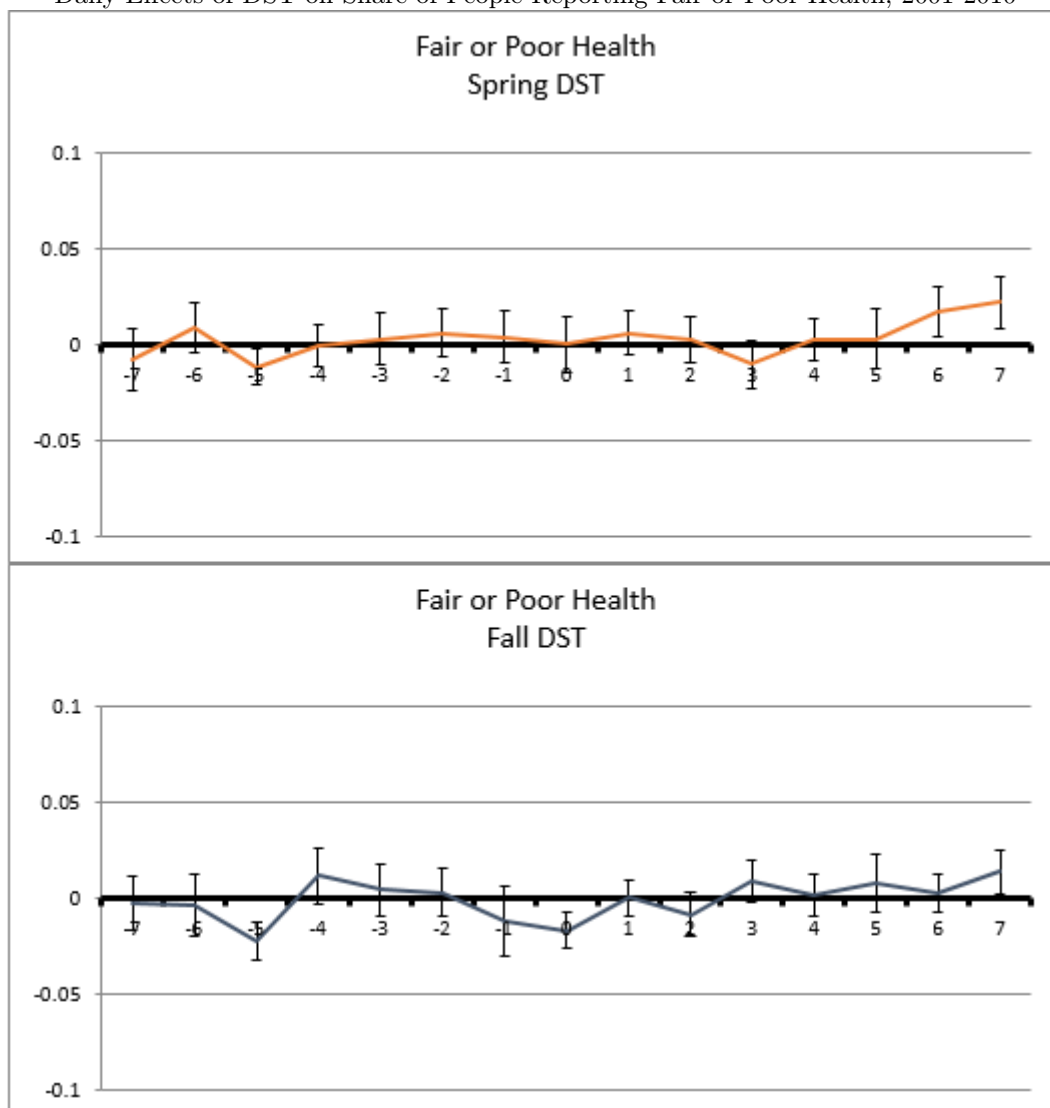 Daily Effects of DST on Share of People Reporting Fair or Poor Health, 2001-2010
Fair or Poor Health
Spring DST
0.1
0.05
0
-7 -6 -5 -4 -3 -2 -1 0 1 2 3 4 5 6 7
-0.05
-0.1
Fair or Poor Health
Fall DST
0.1
0.05
0
-7 -6 -5 -4 -3 -2 -1 0 1 2 3 4 5 6 7
-0.05
-0.1